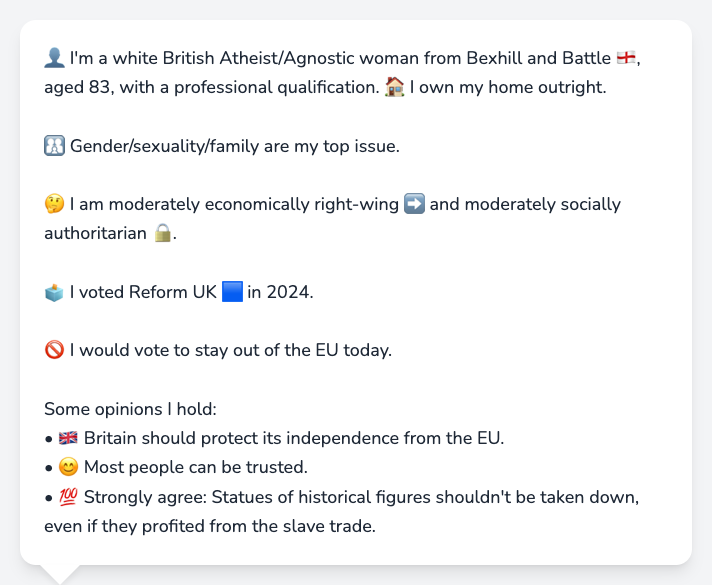 👤 I'm a white British Atheist/Agnostic woman from Bexhill and Battle 🏴󠁧󠁢󠁥󠁮󠁧󠁿,
aged 83, with a professional qualification. 🏠 I own my home outright.
🚻 Gender/sexuality/family are my top issue.
🤔 I am moderately economically right-wing ➡️ and moderately socially
authoritarian 🔒.
🗳️ I voted Reform UK 🟦 in 2024.
🚫 I would vote to stay out of the EU today.
Some opinions I hold:
• 🇬🇧 Britain should protect its independence from the EU.
• 😊 Most people can be trusted.
• 💯 Strongly agree: Statues of historical figures shouldn't be taken down,
even if they profited from the slave trade.